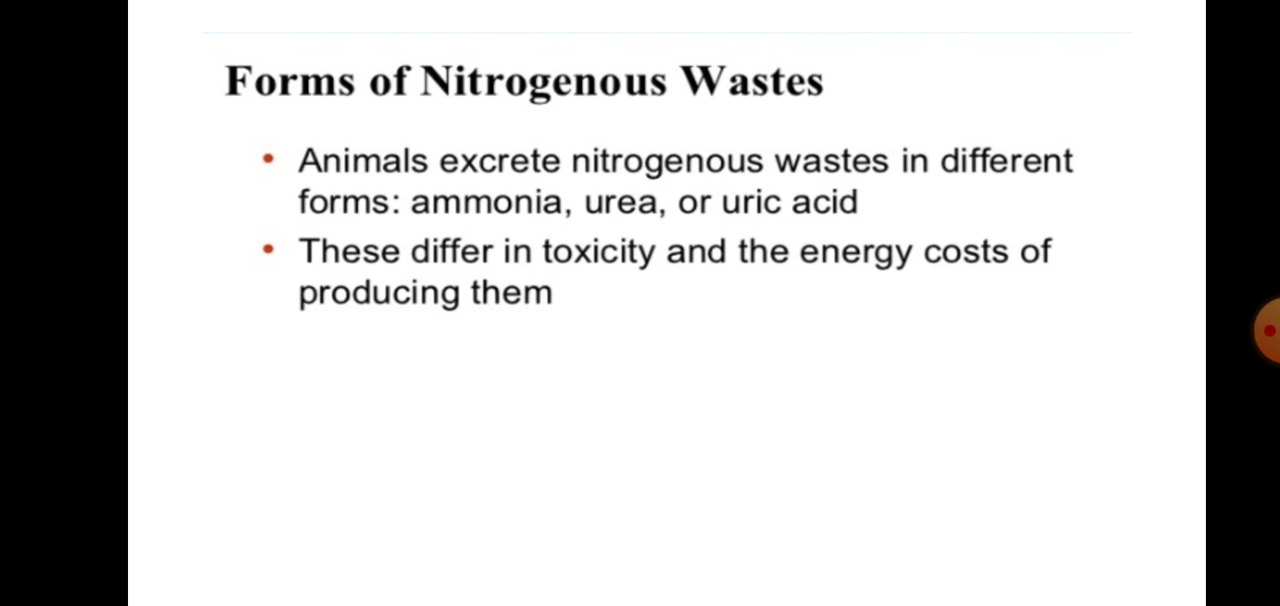 Forms of Nitrogenous Wastes
• Animals excrete nitrogenous wastes in different
forms: ammonia, urea, or uric acid
• These differ in toxicity and the energy costs of
producing them